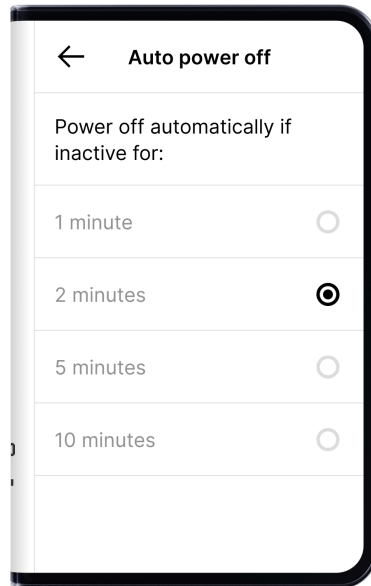 Auto power off
Power off automatically if
inactive for:
1 minute
2 minutes
5 minutes
10 minutes